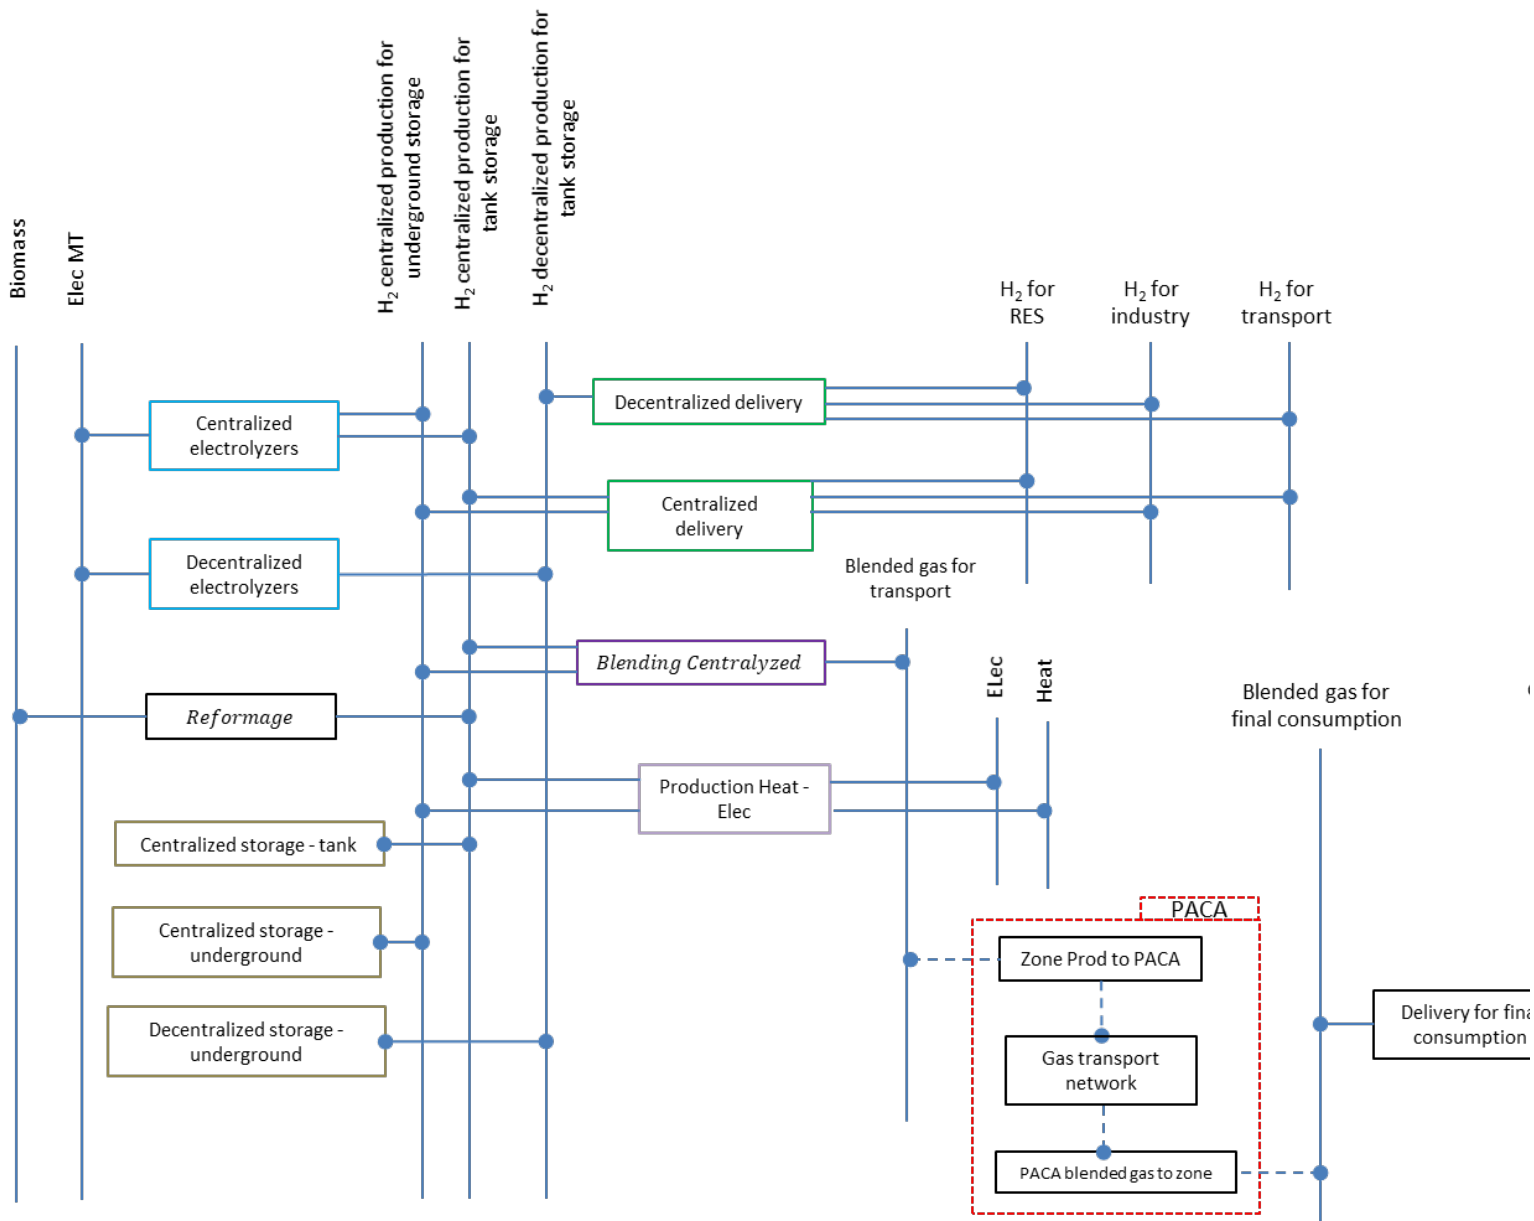 Biomass
Elec MT
H₂ centralized production for
underground storage
H₂ centralized production for
tank storage
H₂ decentralized production for
tank storage
H₂ for
RES
H₂ for
industry
H₂ for
transport
Centralized
electrolyzers
Decentralized delivery
Centralized
delivery
Decentralized
electrolyzers
Blended gas for
transport
Blending Centralyzed
Reformage
ELec
Heat
Blended gas for
final consumption
Production Heat -
Elec
Centralized storage - tank
Centralized storage -
underground
Decentralized storage -
underground
PACA
Zone Prod to PACA
Gas transport
network
PACA blended gas to zone
Delivery for fina
consumption